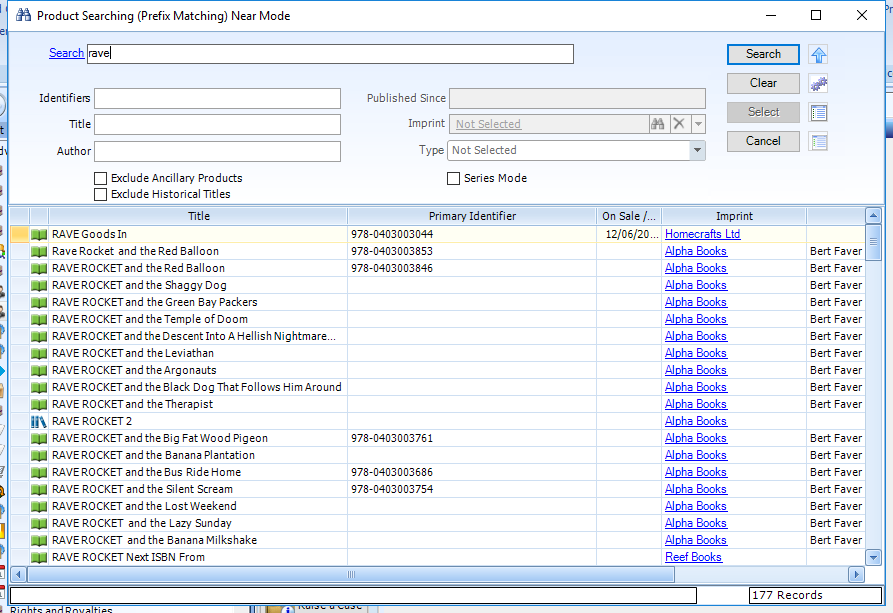 Product Searching (Prefix Matching) Near Mode
Search rave Search
Clear
Identifiers Published Since
Title Imprint Not Selected Select
Author Type Not Selected Cancel
Exclude Ancillary Products Series Mode
Exclude Historical Titles
Title Primary Identifier On Sale /... Imprint
RAVE Goods In 978-0403003044 12/06/20... Homecrafts Ltd
Rave Rocket and the Red Balloon 978-0403003853 Alpha Books Bert Faver
RAVE ROCKET and the Red Balloon 978-0403003846 Alpha Books Bert Faver
RAVE ROCKET and the Shaggy Dog Alpha Books Bert Faver
RAVE ROCKET and the Green Bay Packers Alpha Books Bert Faver
RAVE ROCKET and the Temple of Doom Alpha Books Bert Faver
RAVE ROCKET and the Descent Into A Hellish Nightmare... Alpha Books Bert Faver
RAVE ROCKET and the Leviathan Alpha Books Bert Faver
RAVE ROCKET and the Argonauts Alpha Books Bert Faver
RAVE ROCKET and the Black Dog That Follows Him Around Alpha Books Bert Faver
RAVE ROCKET and the Therapist Alpha Books Bert Faver
RAVE ROCKET 2 Alpha Books
RAVE ROCKET and the Big Fat Wood Pigeon 978-0403003761 Alpha Books Bert Faver
RAVE ROCKET and the Banana Plantation Alpha Books Bert Faver
RAVE ROCKET and the Bus Ride Home 978-0403003686 Alpha Books Bert Faver
RAVE ROCKET and the Silent Scream 978-0403003754 Alpha Books Bert Faver
RAVE ROCKET and the Lost Weekend Alpha Books Bert Faver
RAVE ROCKET and the Lazy Sunday Alpha Books Bert Faver
RAVE ROCKET and the Banana Milkshake Alpha Books Bert Faver
RAVE ROCKET Next ISBN From Reef Books
177 Records
Rights and Royalties Raise a Case